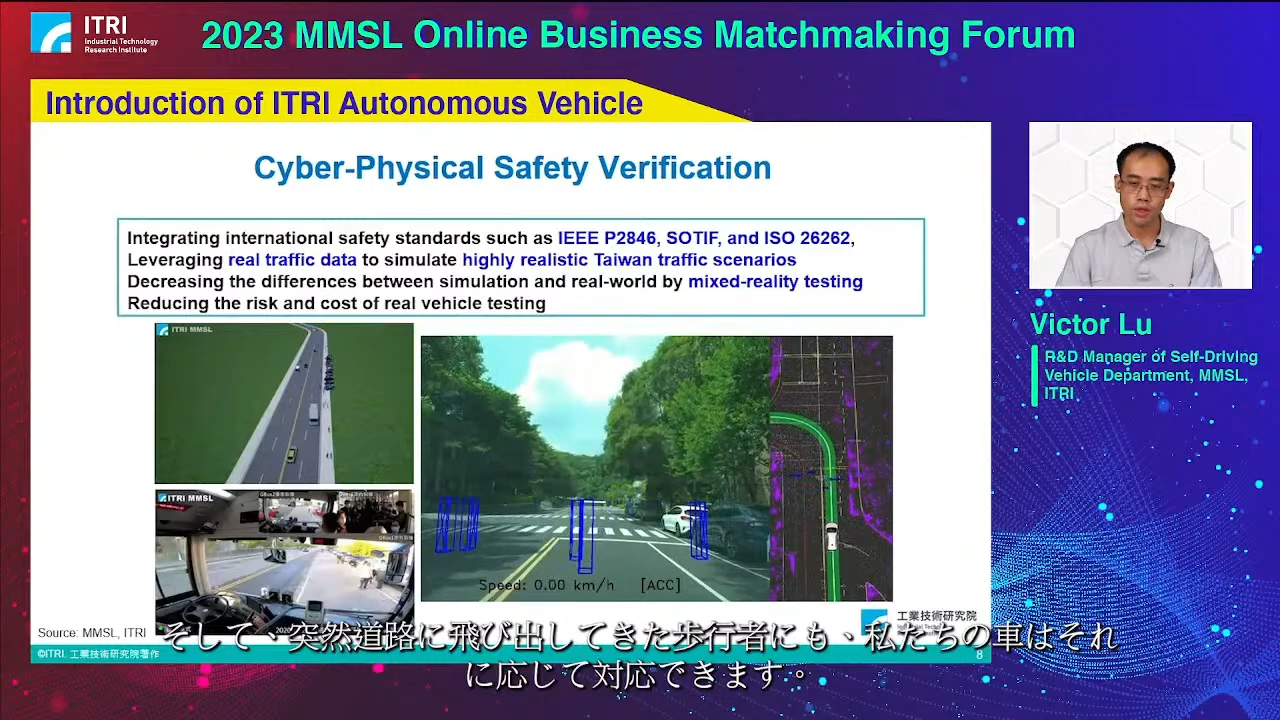 ITRI
Industrial Technology
Research Institute
2023 MMSL Online Business Matchmaking Forum
Introduction of ITRI Autonomous Vehicle
Cyber-Physical Safety Verification
Integrating international safety standards such as IEEE P2846, SOTIF, and ISO 26262,
Leveraging real traffic data to simulate highly realistic Taiwan traffic scenarios
Decreasing the differences between simulation and real-world by mixed-reality testing
Reducing the risk and cost of real vehicle testing
ITRI MMSL
ITRI MMSL
Speed: 0.00 km/h [ACC]
Victor Lu
R&D Manager of Self-Driving
Vehicle Department, MMSL,
ITRI
工業技術研究院
Source: MMSL, ITRI
©ITRI. 工業技術研究院著作
8
そして、突然道路に飛び出してきた歩行者にも、私たちの車はそれ
に応じて対応できます。